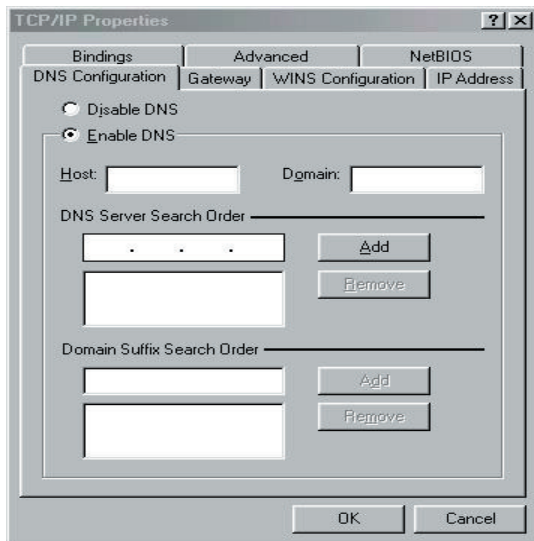 TCP/IP Properties
Bindings Advanced NetBIOS
DNS Configuration Gateway WINS Configuration IP Address
Disable DNS
Enable DNS
Host: Domain:
DNS Server Search Order
. . . Add
Remove
Domain Suffix Search Order
Add
Remove
OK Cancel